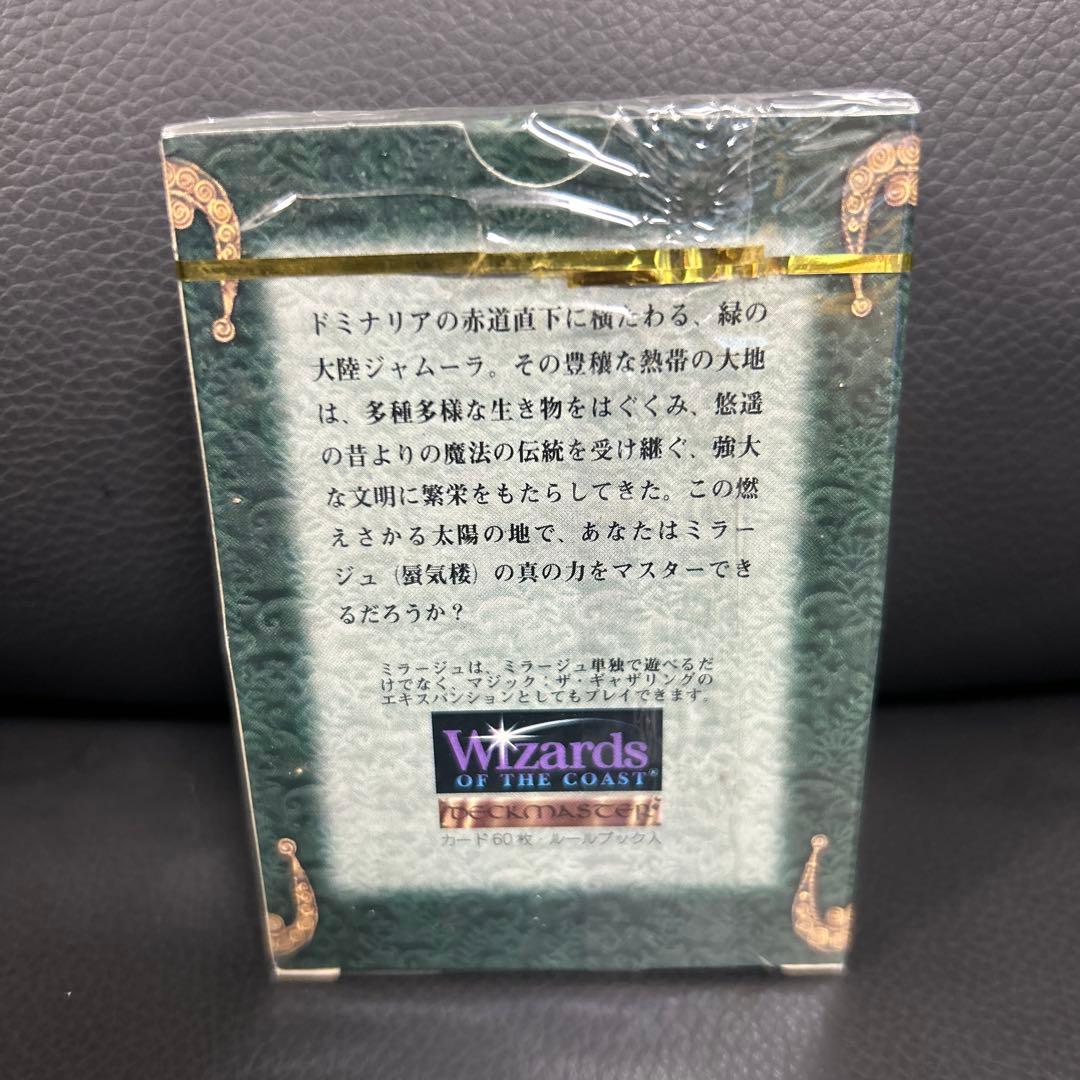 ドミナリアの赤道直下に横たわる、緑の
大陸ジャムーラ。その豊穣な熱帯の大地
は、多種多様な生き物をはぐくみ、悠遥
の昔よりの魔法の伝統を受け継ぐ、強大
な文明に繁栄をもたらしてきた。この燃
えさかる太陽の地で、あなたはミラー
ジュ（蜃気楼）の真の力をマスターでき
るだろうか？
ミラージュは、ミラージュ単独で遊べるだ
けでなく、マジック：ザ・ギャザリングの
エキスパンションとしてもプレイできます。
Wizards
OF THE COAST®
DECKMASTER
カード60枚・ルールブック入